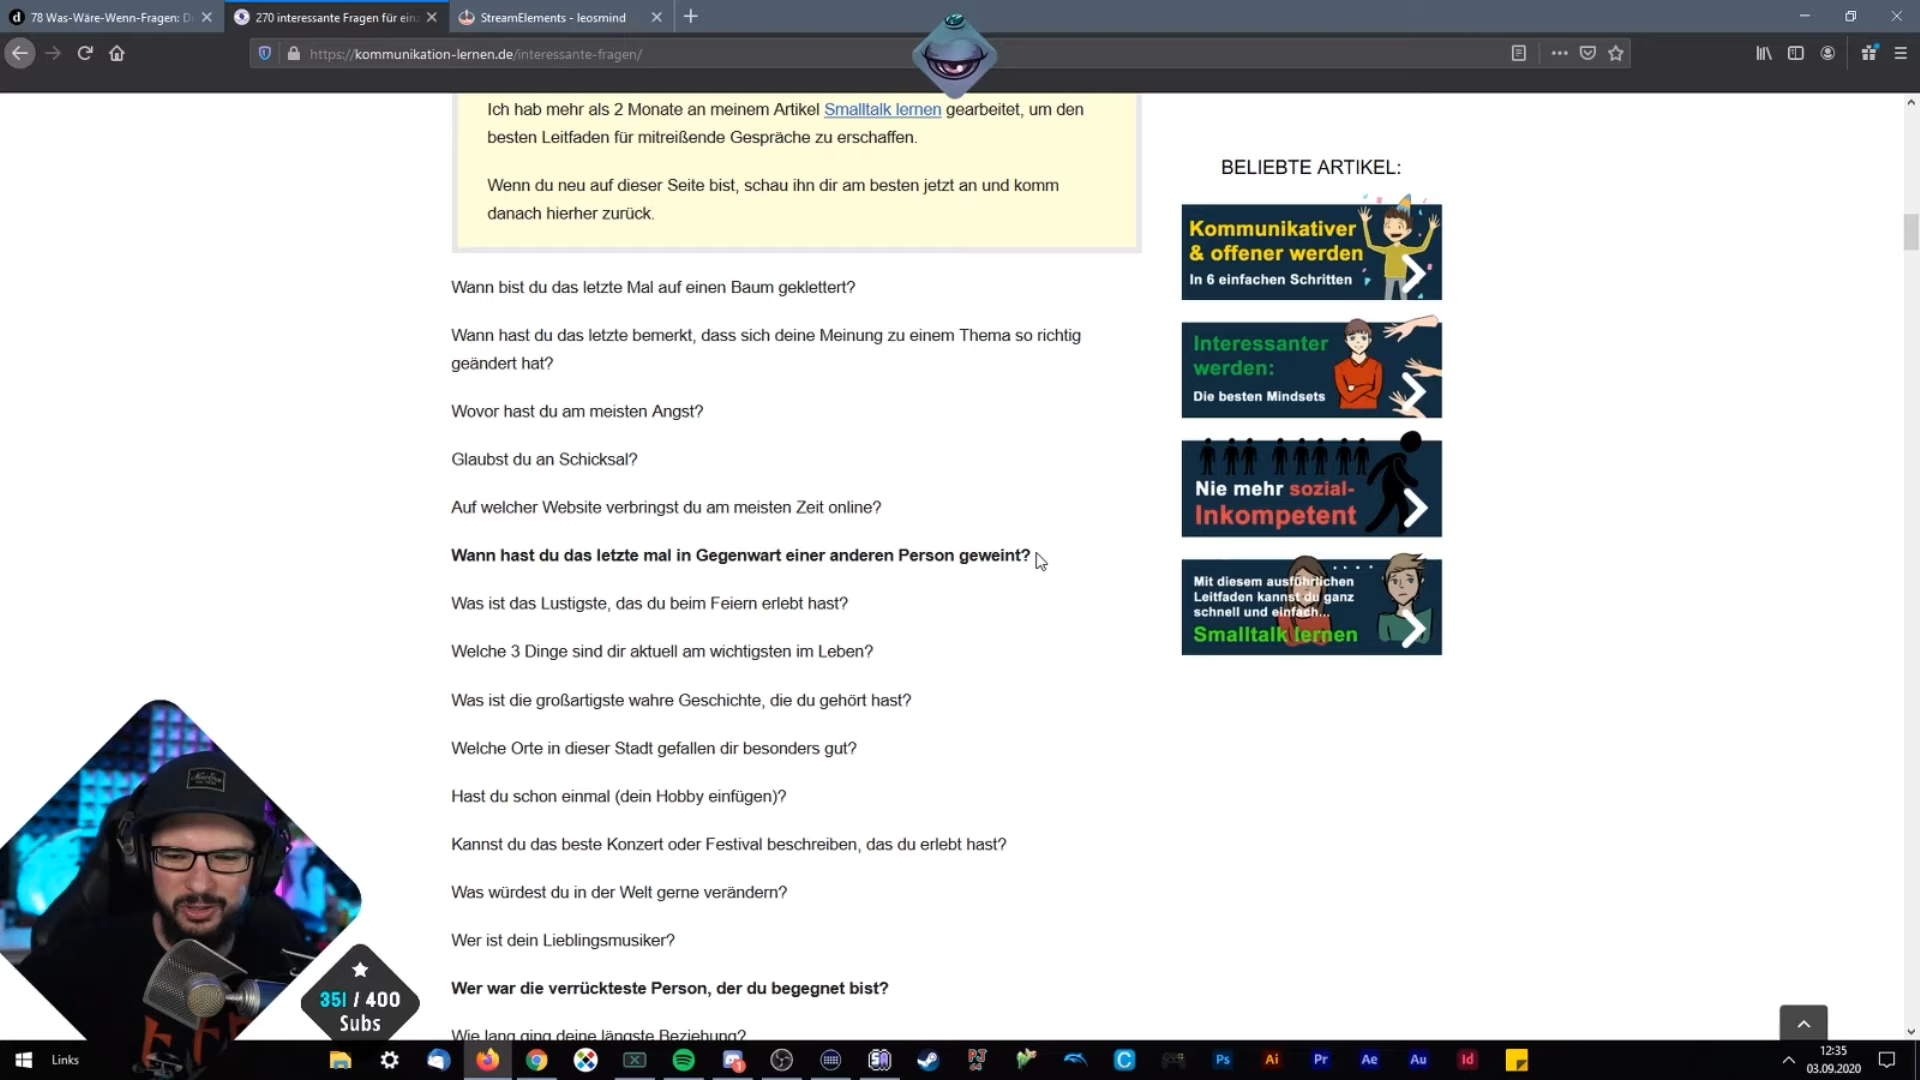 78 Was-Wäre-Wenn-Fragen: D
270 interessante Fragen für ein
StreamElements - leosmind
https://kommunikation-lernen.de/interessante-fragen/
Ich hab mehr als 2 Monate an meinem Artikel Smalltalk lernen gearbeitet, um den
besten Leitfaden für mitreißende Gespräche zu erschaffen.
Wenn du neu auf dieser Seite bist, schau ihn dir am besten jetzt an und komm
danach hierher zurück.
Wann bist du das letzte Mal auf einen Baum geklettert?
Wann hast du das letzte bemerkt, dass sich deine Meinung zu einem Thema so richtig
geändert hat?
Wovor hast du am meisten Angst?
Glaubst du an Schicksal?
Auf welcher Website verbringst du am meisten Zeit online?
Wann hast du das letzte mal in Gegenwart einer anderen Person geweint?
Was ist das Lustigste, das du beim Feiern erlebt hast?
Welche 3 Dinge sind dir aktuell am wichtigsten im Leben?
Was ist die großartigste wahre Geschichte, die du gehört hast?
Welche Orte in dieser Stadt gefallen dir besonders gut?
Hast du schon einmal (dein Hobby einfügen)?
Kannst du das beste Konzert oder Festival beschreiben, das du erlebt hast?
Was würdest du in der Welt gerne verändern?
Wer ist dein Lieblingsmusiker?
Wer war die verrückteste Person, der du begegnet bist?
Wie lang ging deine längste Beziehung?
BELIEBTE ARTIKEL:
Kommunikativer
& offener werden
In 6 einfachen Schritten
Interessanter
werden:
Die besten Mindsets
Nie mehr sozial-
Inkompetent
Mit diesem ausführlichen
Leitfaden kannst du ganz
schnell und einfach...
Smalltalk lernen
351 / 400
Subs
Links
Ps
Ai
Pr
Ae
Au
Id
12:35
03.09.2020